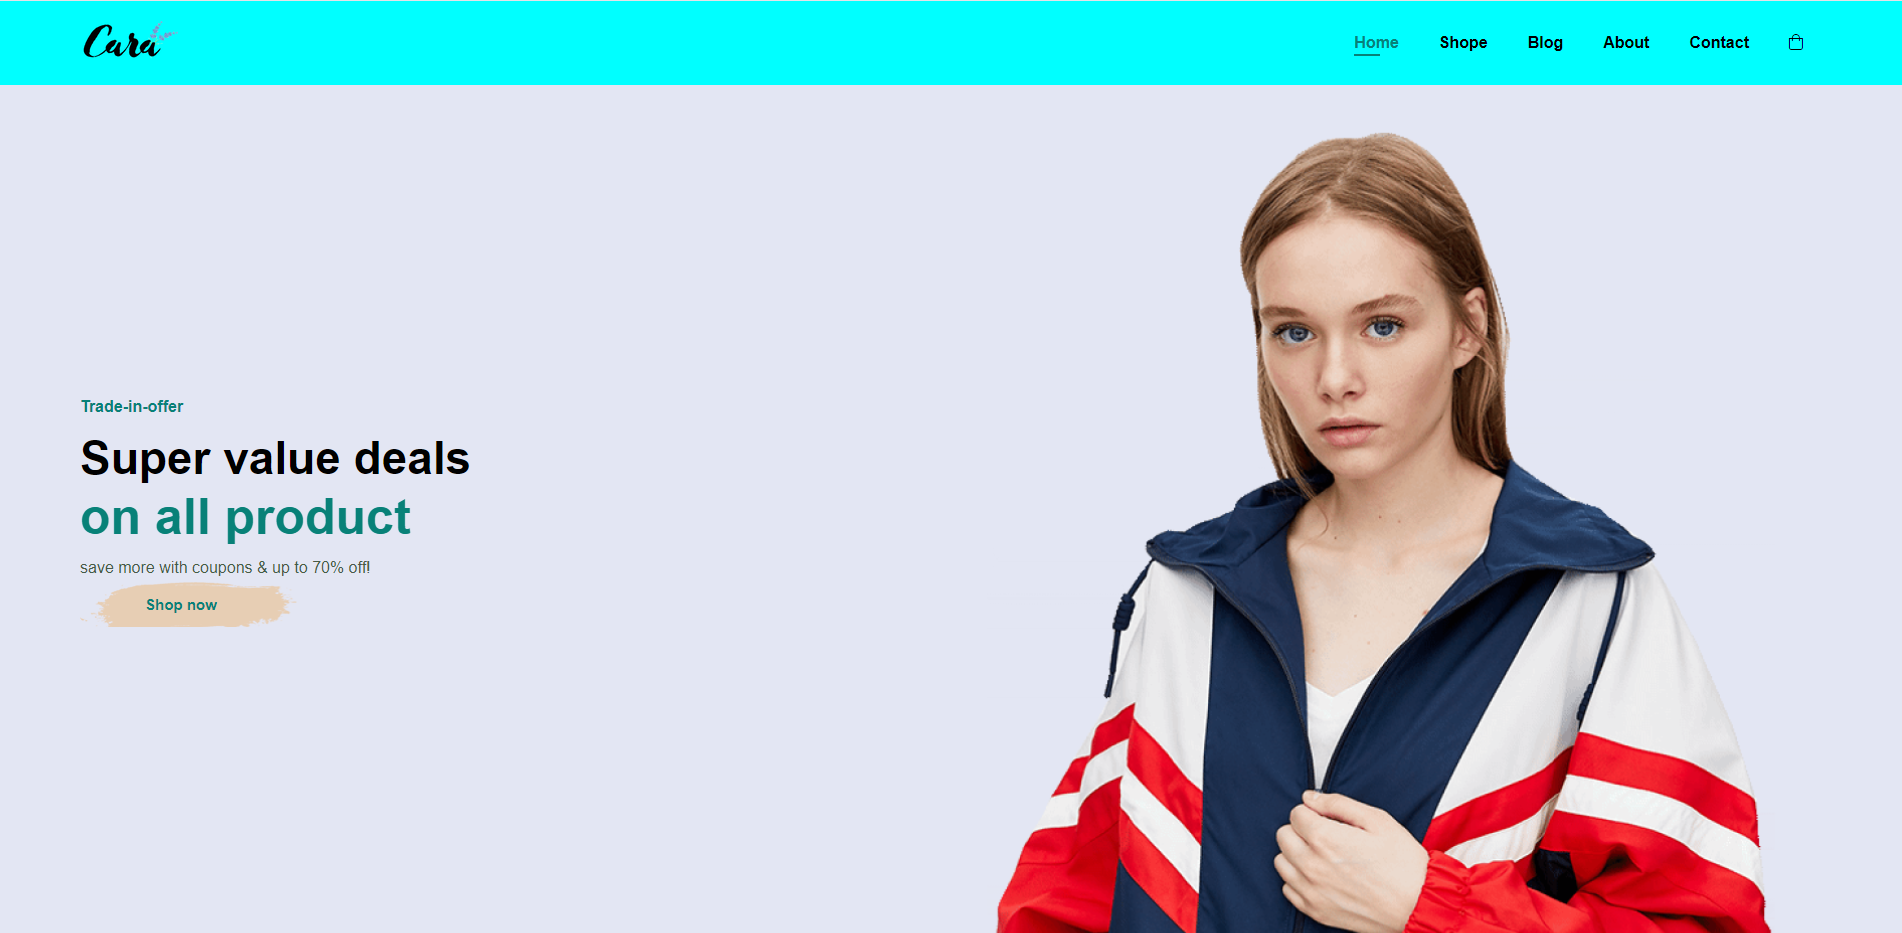 Cara
Home Shope Blog About Contact
Trade-in-offer
Super value deals
on all product
save more with coupons & up to 70% off!
Shop now